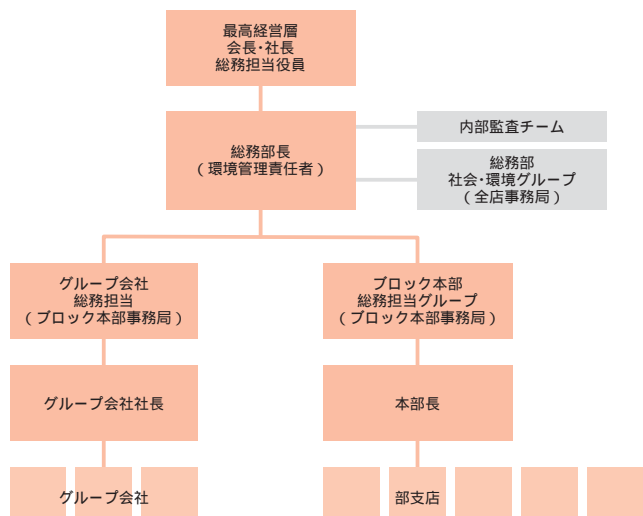 最高経営層
会長・社長
総務担当役員
総務部長
（環境管理責任者）
内部監査チーム
総務部
社会・環境グループ
（全店事務局）
グループ会社
総務担当
（ブロック本部事務局）
ブロック本部
総務担当グループ
（ブロック本部事務局）
グループ会社社長
本部長
グループ会社
部支店